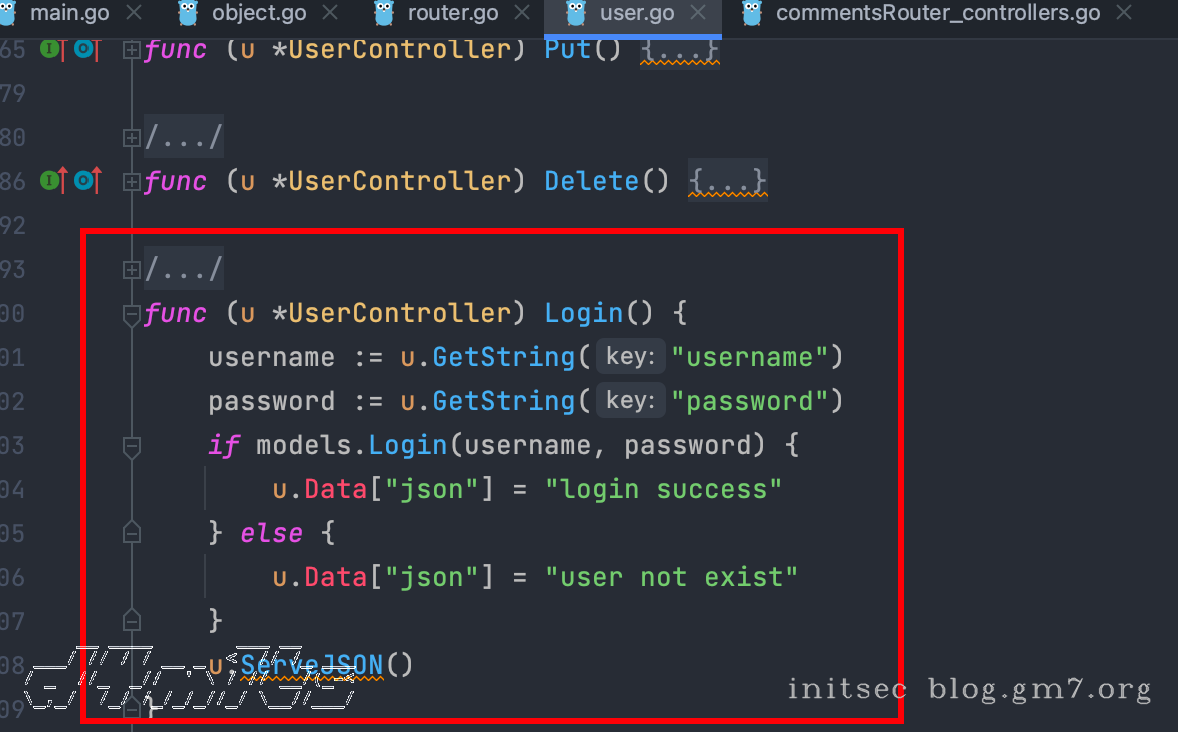 main.go object.go router.go user.go commentsRouter_controllers.go
65 func (u *UserController) Put() {...}
79
80 /.../
86 func (u *UserController) Delete() {...}
92
93 /.../
00 func (u *UserController) Login() {
01 username := u.GetString( key: "username")
02 password := u.GetString( key: "password")
03 if models.Login(username, password) {
04 u.Data["json"] = "login success"
05 } else {
06 u.Data["json"] = "user not exist"
07 }
08 u.ServeJSON()
09 }
initsec blog.gm7.org